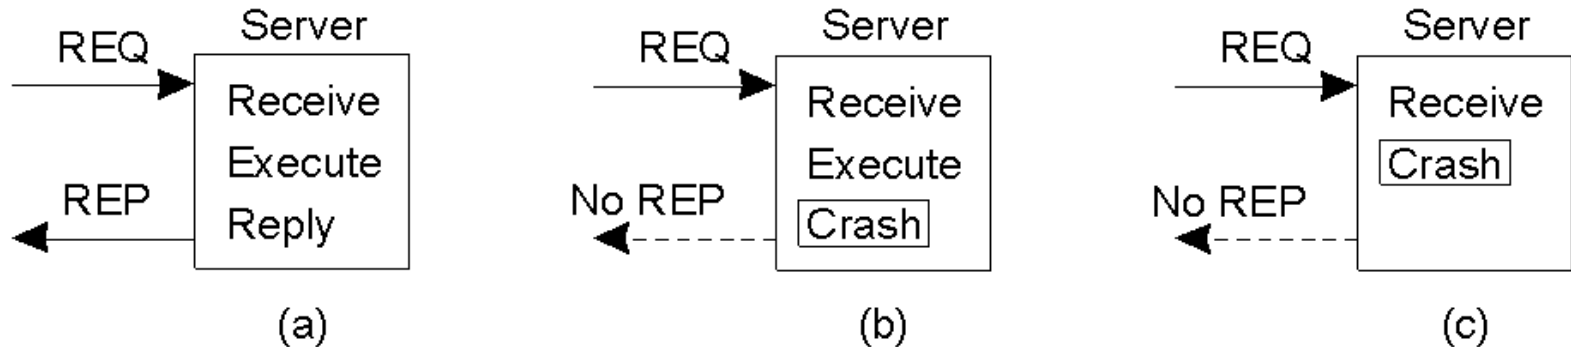 Server
REQ
Receive
Execute
REP
Reply
(a)
Server
REQ
Receive
Execute
No REP
Crash
(b)
Server
REQ
Receive
Crash
No REP
(c)